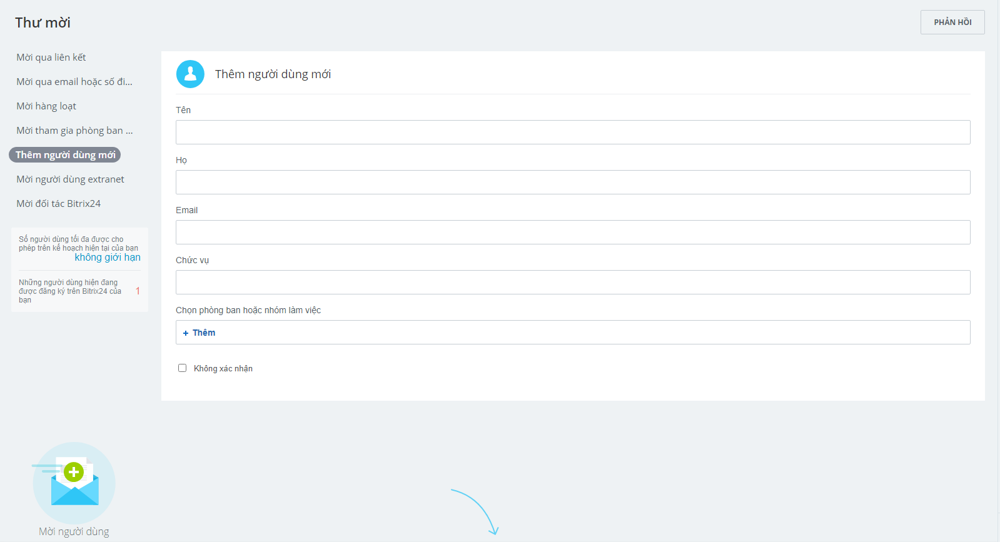 Thư mời
PHẢN HỒI
Mời qua liên kết
Mời qua email hoặc số đi...
Mời hàng loạt
Mời tham gia phòng ban ...
Thêm người dùng mới
Mời người dùng extranet
Mời đối tác Bitrix24
Số người dùng tối đa được cho
phép trên kế hoạch hiện tại của bạn
không giới hạn
Những người dùng hiện đang
được đăng ký trên Bitrix24 của
bạn
1
Mời người dùng
Thêm người dùng mới
Tên
Họ
Email
Chức vụ
Chọn phòng ban hoặc nhóm làm việc
+ Thêm
Không xác nhận